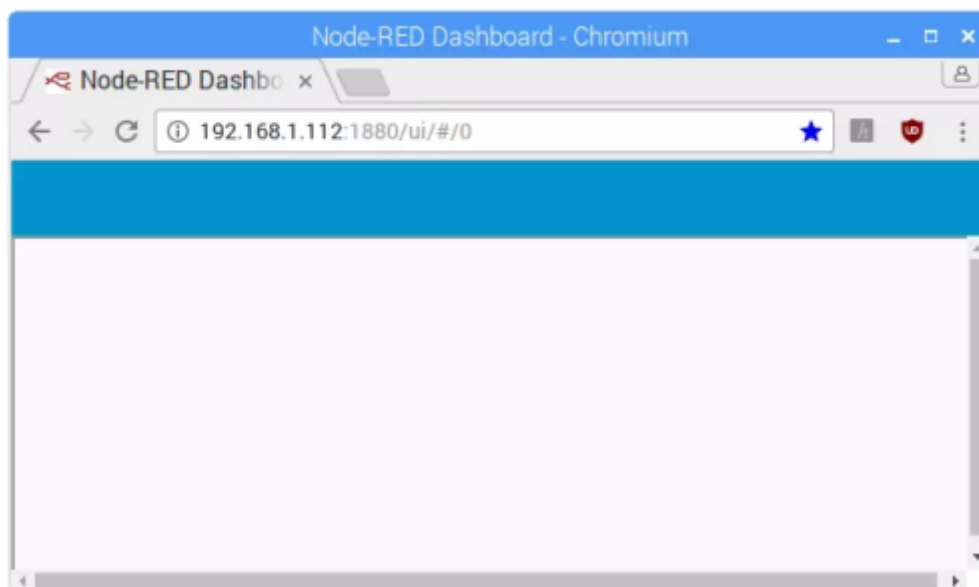 Node-RED Dashboard - Chromium
Node-RED Dashbo
192.168.1.112:1880/ui/#/0